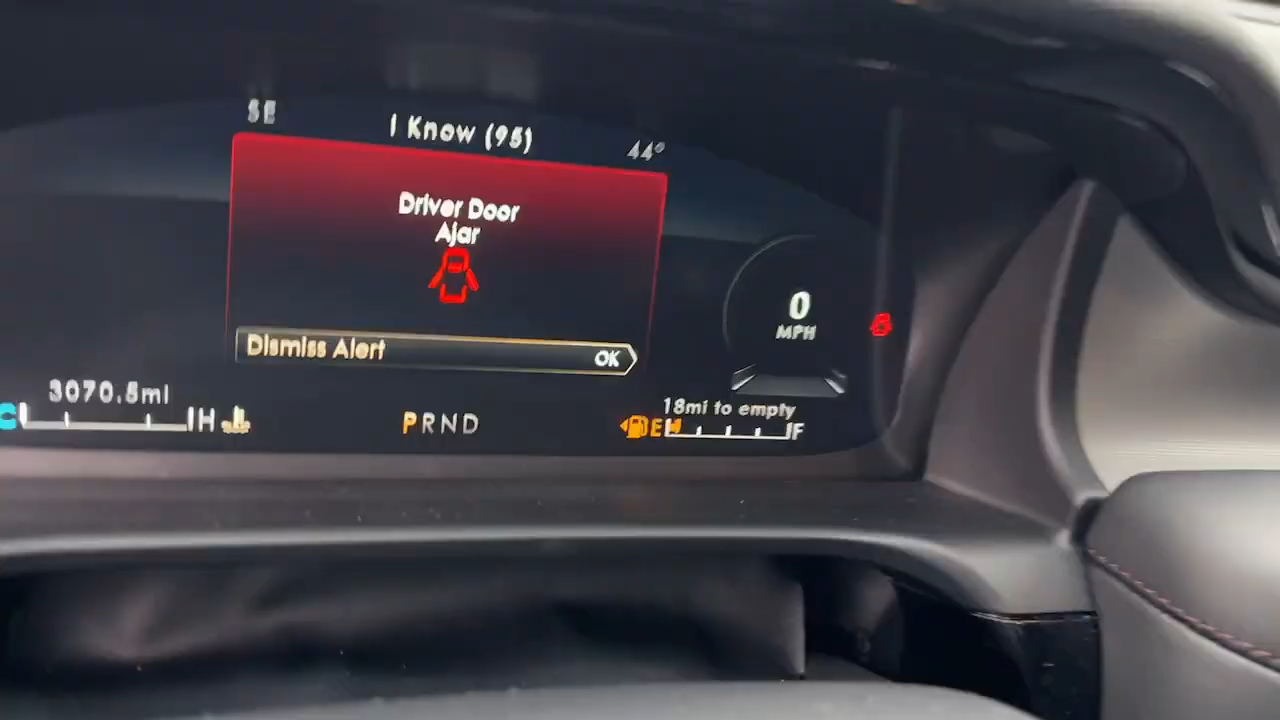 SE
I Know (95)
44°
Driver Door
Ajar
Dismiss Alert
OK
3070.5mi
C H
PRND
0
MPH
18mi to empty
E F